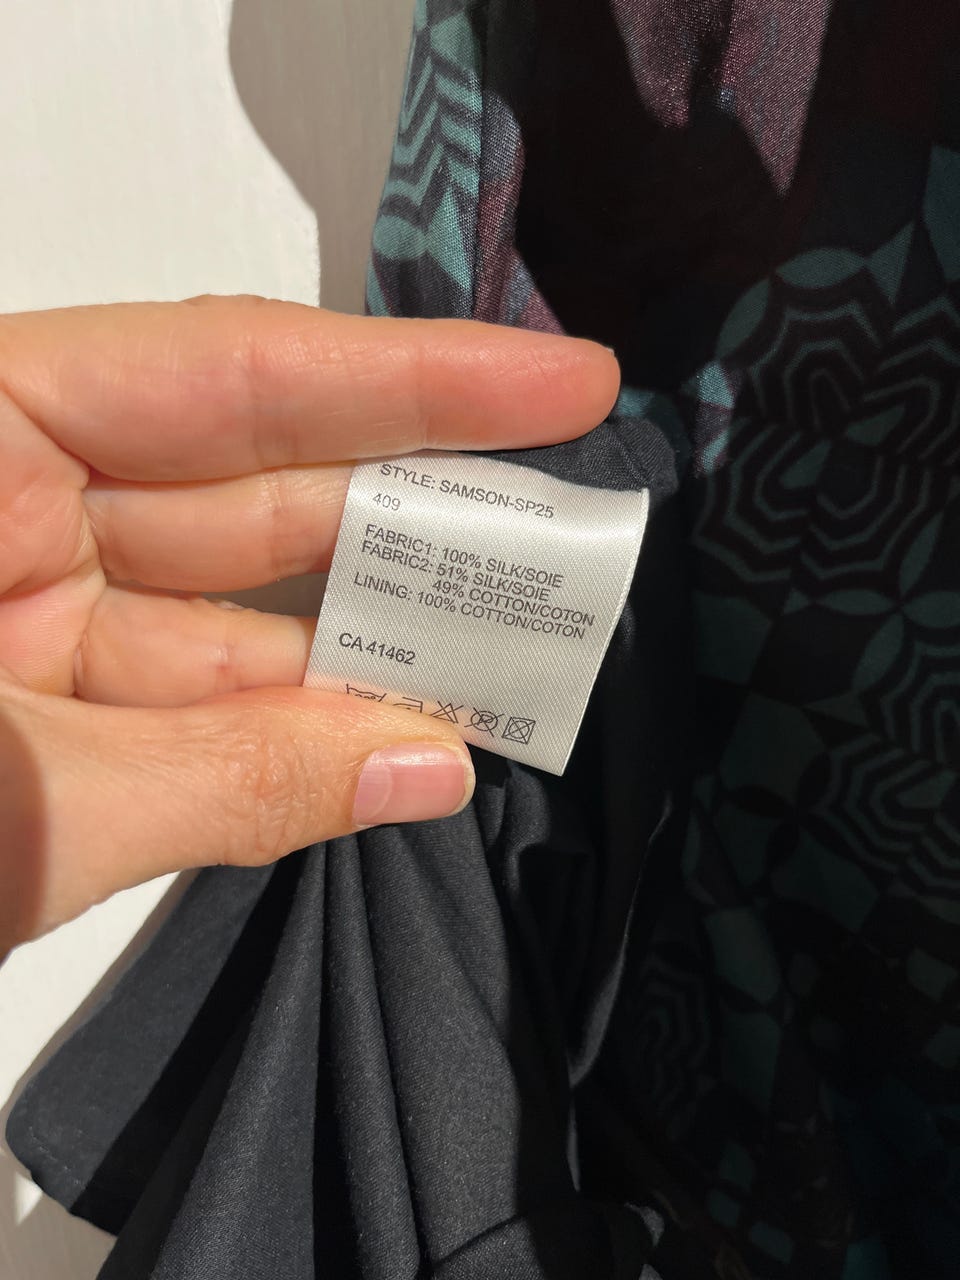 STYLE: SAMSON-SP25
409
FABRIC1: 100% SILK/SOIE
FABRIC2: 51% SILK/SOIE
49% COTTON/COTON
LINING: 100% COTTON/COTON
CA 41462